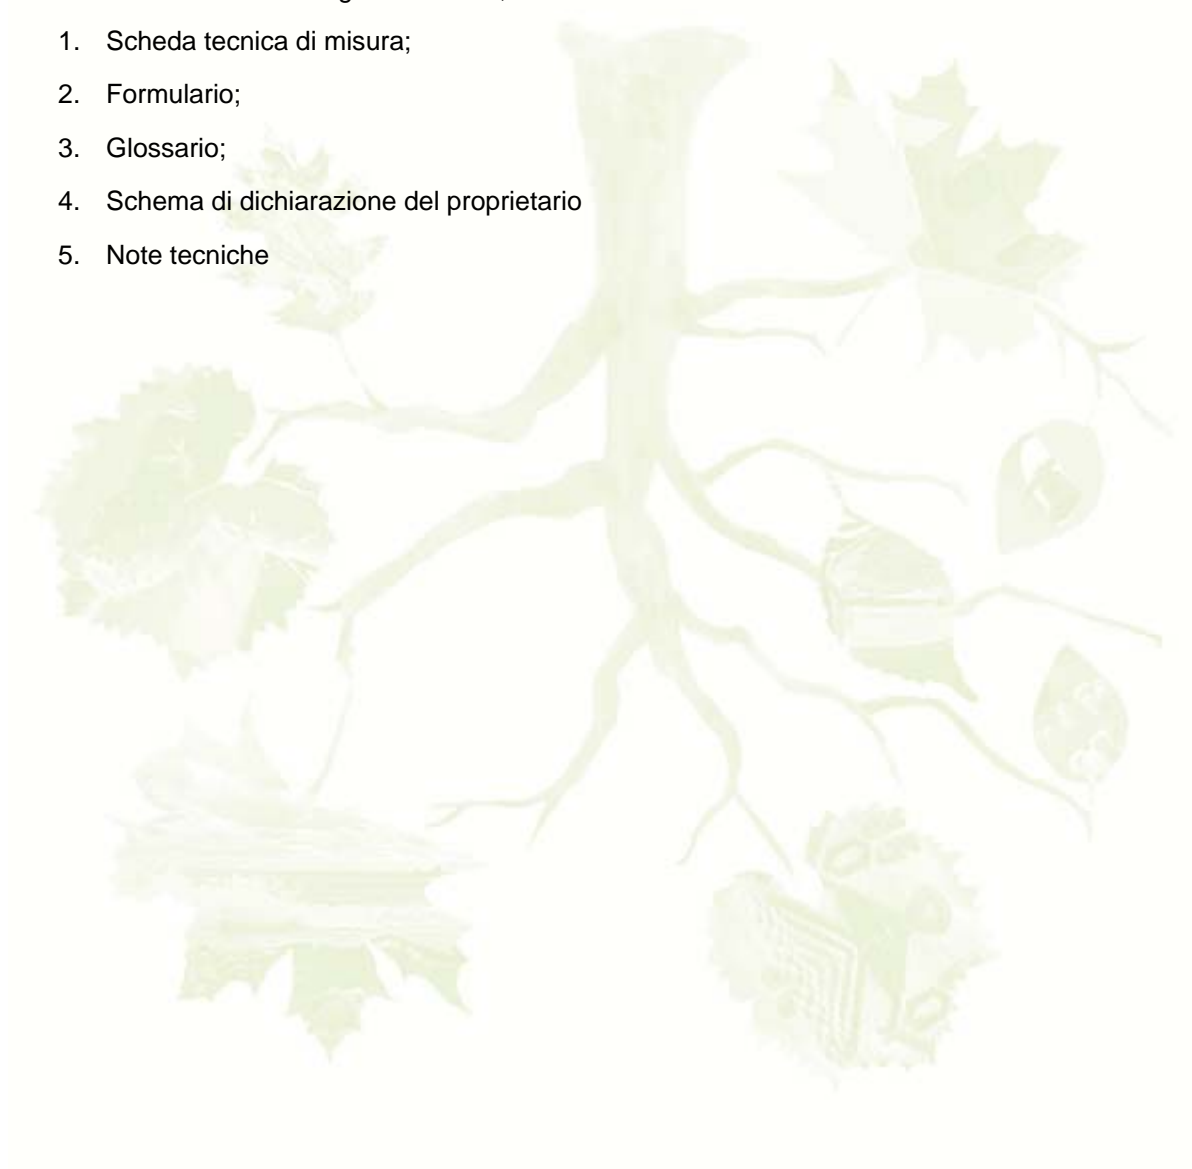 1. Scheda tecnica di misura;
2. Formulario;
3. Glossario;
4. Schema di dichiarazione del proprietario
5. Note tecniche